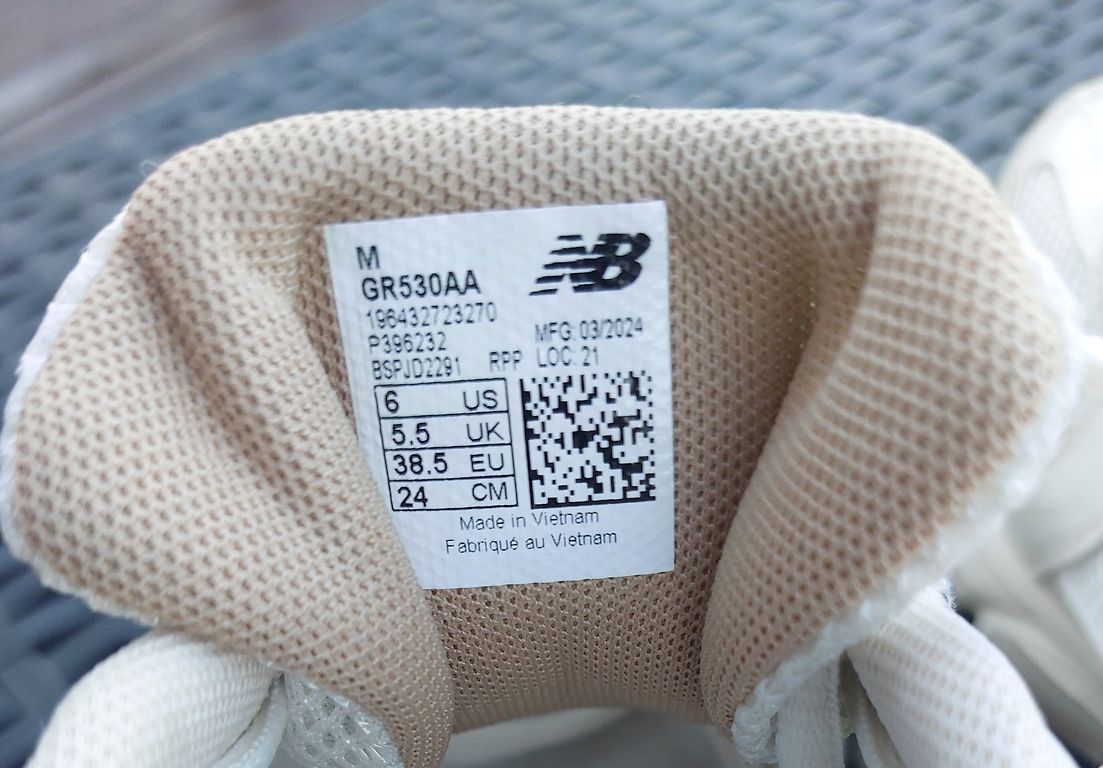 M
NB
GR530AA
196432723270
P396232
MFG: 03/2024
BSPJD2291 RPP LOC: 21
6 US
5.5 UK
38.5 EU
24 CM
Made in Vietnam
Fabriqué au Vietnam